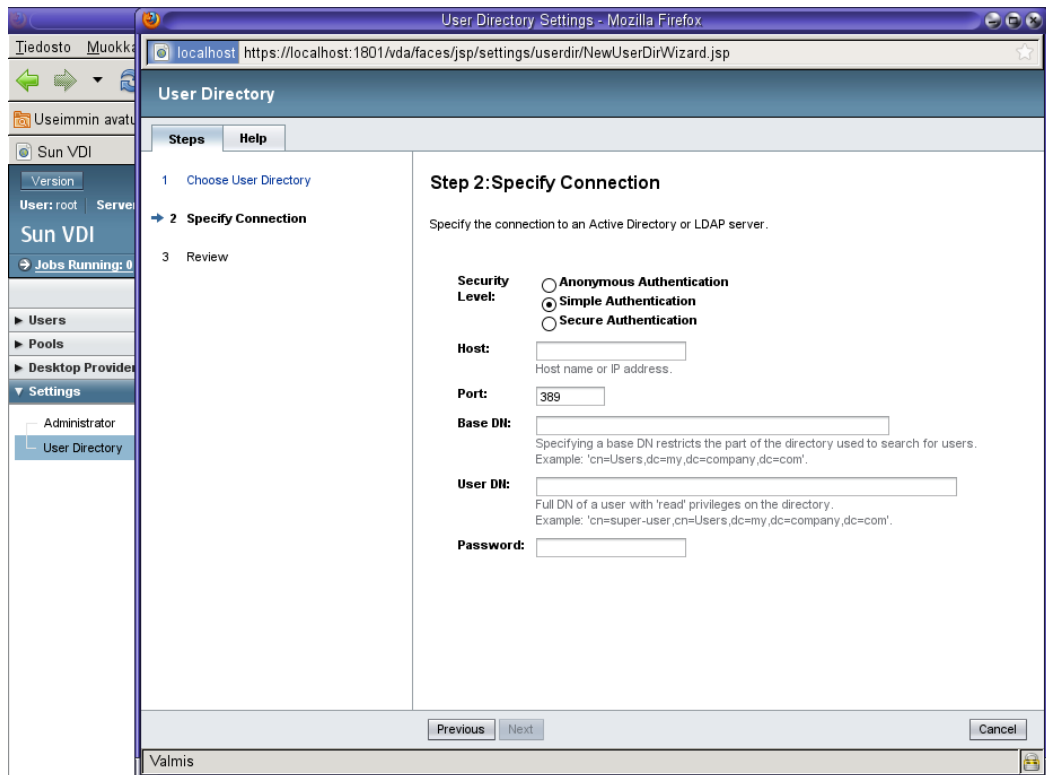 User Directory Settings - Mozilla Firefox
Tiedosto Muokka
localhost https://localhost:1801/vda/faces/jsp/settings/userdir/NewUserDirWizard.jsp
User Directory
Useimmin avatu
Steps Help
Sun VDI
Version
User: root Server
Sun VDI
Jobs Running: 0
Users
Pools
Desktop Provider
Settings
Administrator
User Directory
1 Choose User Directory
2 Specify Connection
3 Review
Step 2:Specify Connection
Specify the connection to an Active Directory or LDAP server.
Security Anonymous Authentication
Level: Simple Authentication
Secure Authentication
Host:
Host name or IP address.
Port: 389
Base DN:
Specifying a base DN restricts the part of the directory used to search for users.
Example: 'cn=Users,dc=my,dc=company,dc=com'.
User DN:
Full DN of a user with 'read' privileges on the directory.
Example: 'cn=super-user,cn=Users,dc=my,dc=company,dc=com'.
Password:
Previous Next Cancel
Valmis